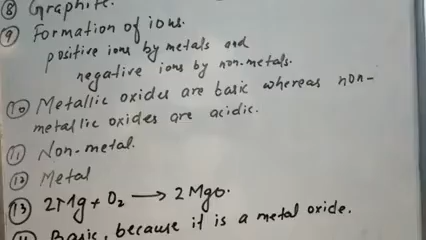 ⑧ Graphite.
⑨ Formation of ions.
positive ions by metals and
negative ions by non-metals.
⑩ Metallic oxides are basic whereas non-
metallic oxides are acidic.
⑪ Non-metal.
⑫ Metal
⑬ 2Mg + O₂ → 2Mgo.
Basic, because it is a metal oxide.